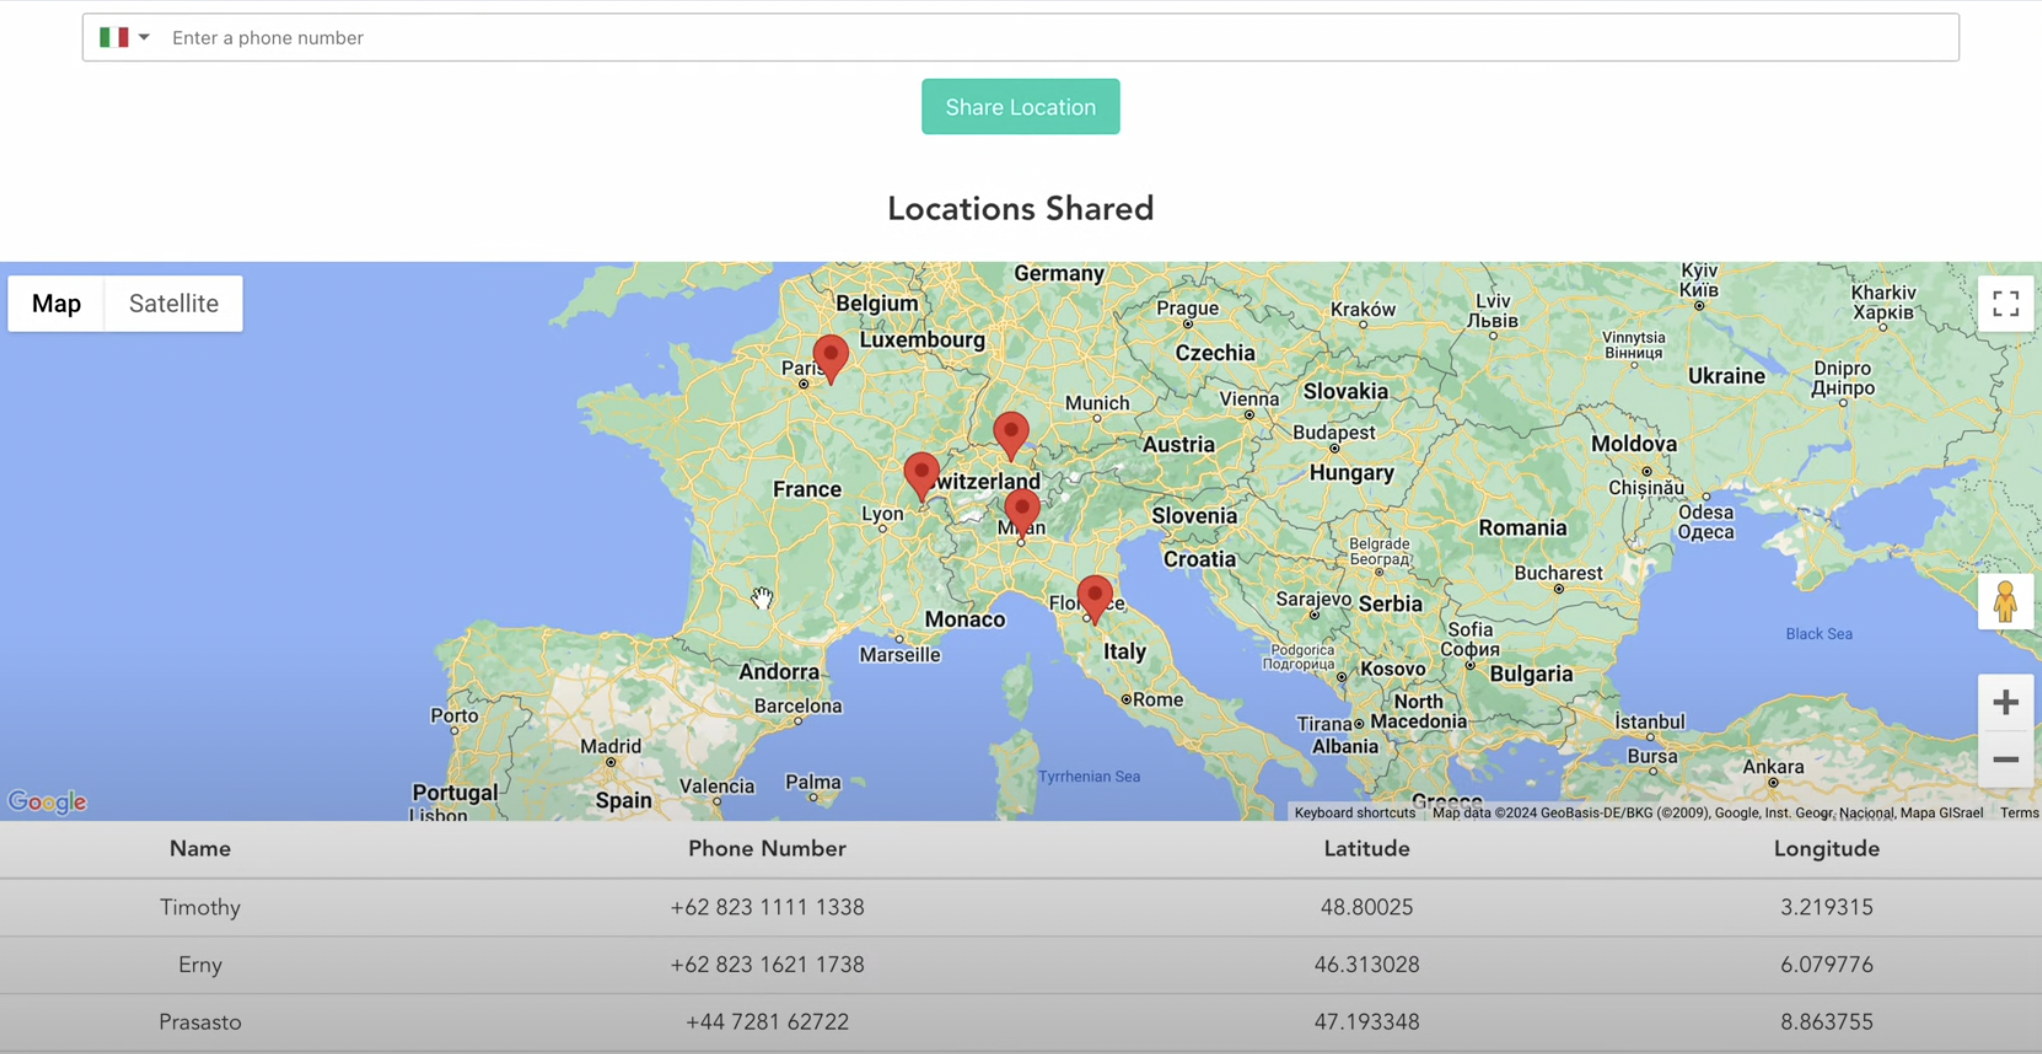 Enter a phone number
Share Location
Locations Shared
Map
Satellite
Germany
Belgium
Luxembourg
Prague
Kraków
Lviv
Львів
Kyiv
Київ
Kharkiv
Харків
Czechia
Vinnytsia
Вінниця
Ukraine
Dnipro
Дніпро
Paris
Munich
Vienna
Slovakia
Austria
Budapest
Hungary
Moldova
Chișinău
France
Switzerland
Lyon
Slovenia
Romania
Odesa
Одеса
Croatia
Belgrade
Београд
Bucharest
Monaco
Sarajevo
Serbia
Marseille
Italy
Podgorica
Подгорица
Kosovo
Sofia
София
Bulgaria
Black Sea
Andorra
Barcelona
Rome
North
Macedonia
Tirana
Albania
İstanbul
Bursa
Ankara
Porto
Madrid
Portugal
Lisbon
Spain
Valencia
Palma
Tyrrhenian Sea
Greece
Google
Keyboard shortcuts
Map data ©2024 GeoBasis-DE/BKG (©2009), Google, Inst. Geogr. Nacional, Mapa GISrael
Terms
Name Phone Number Latitude Longitude
Timothy +62 823 1111 1338 48.80025 3.219315
Erny +62 823 1621 1738 46.313028 6.079776
Prasasto +44 7281 62722 47.193348 8.863755